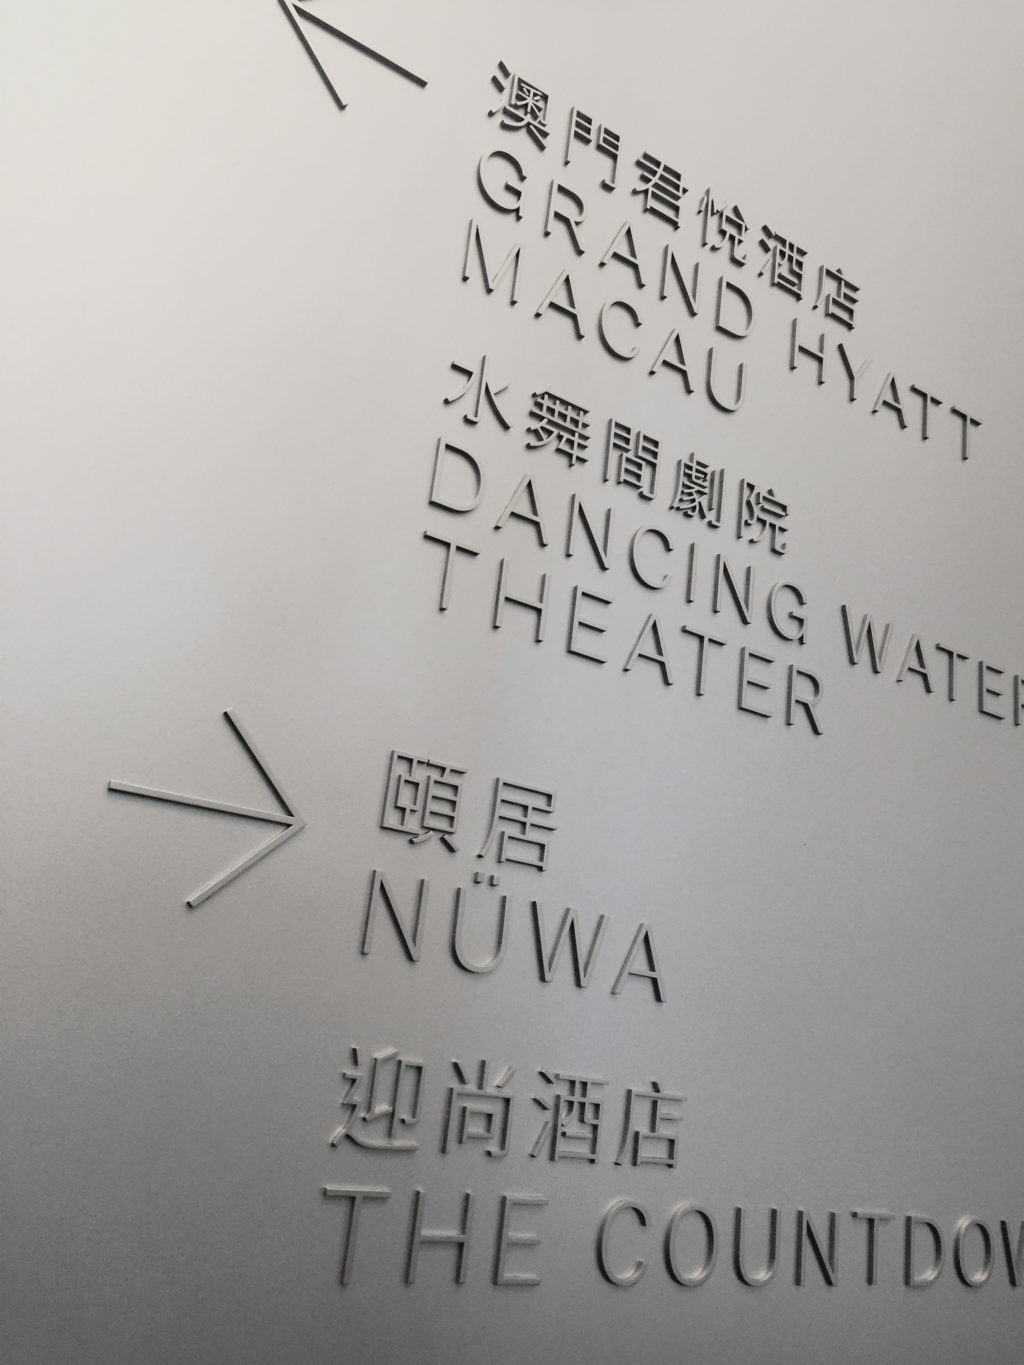 澳門君悅酒店
GRAND HYATT
MACAU
水舞間劇院
DANCING WATER
THEATER
頤居
NÜWA
迎尚酒店
THE COUNTDOW